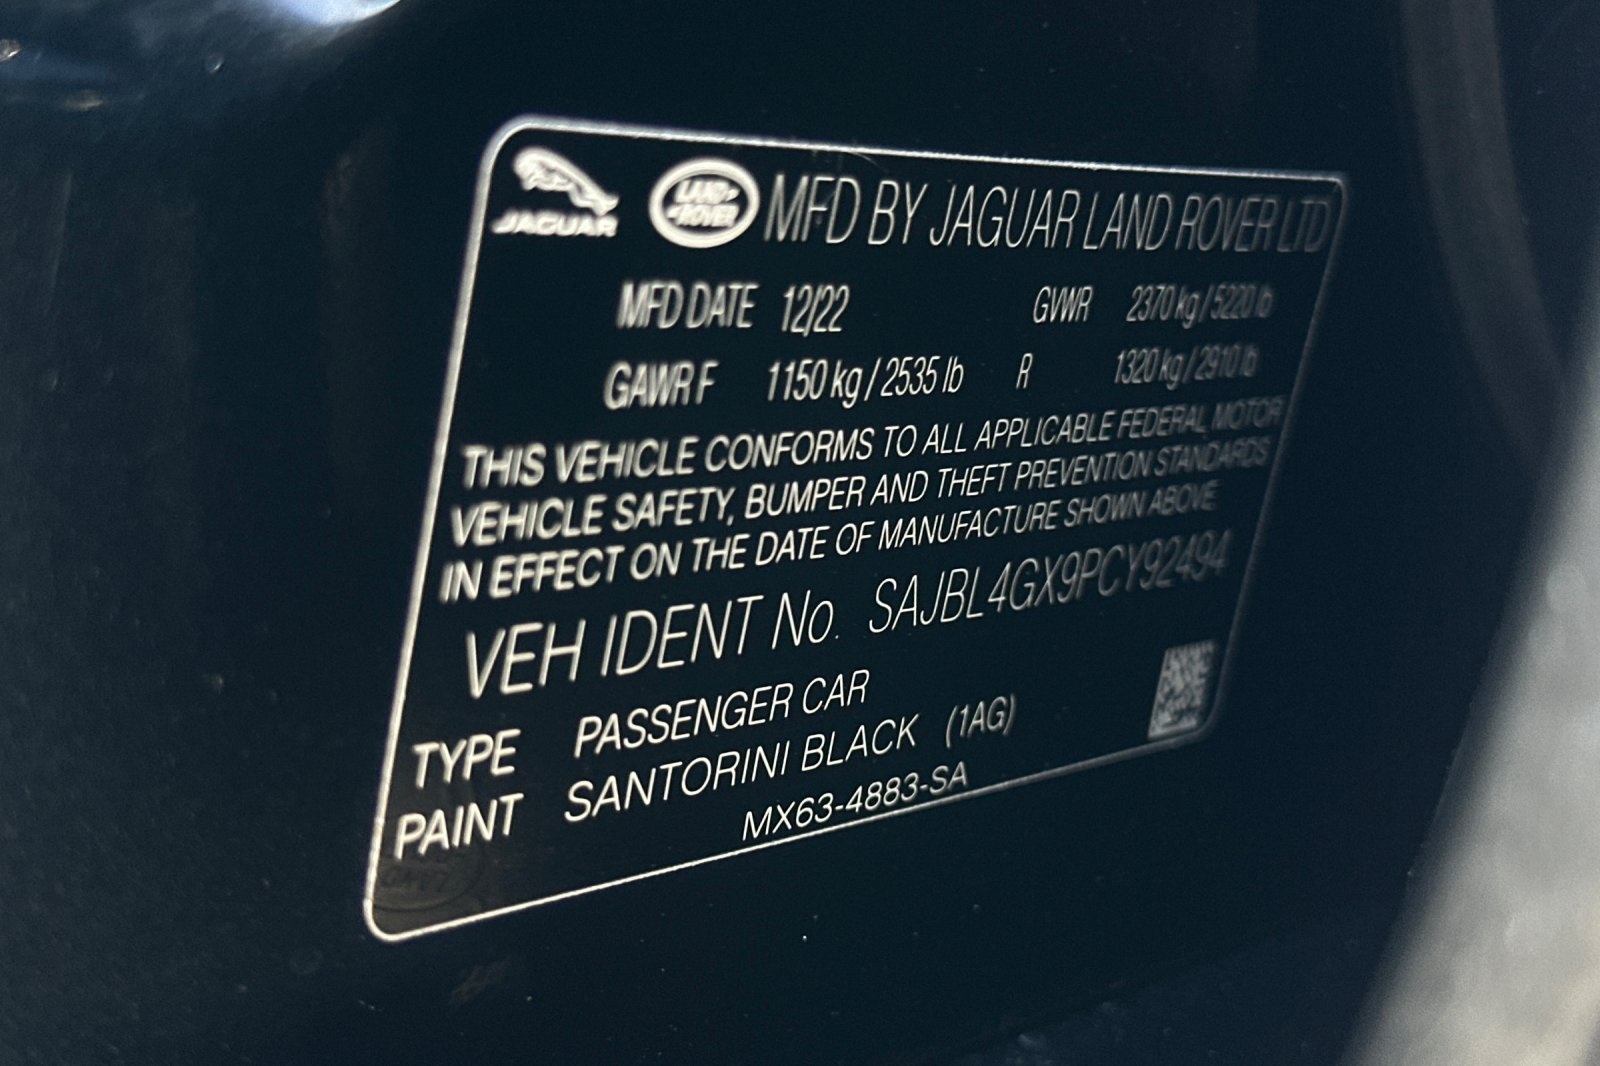 JAGUAR LAND ROVER MFD BY JAGUAR LAND ROVER LTD
MFD DATE 12/22 GVWR 2370 kg / 5220 lb
GAWR F 1150 kg / 2535 lb R 1320 kg / 2910 lb
THIS VEHICLE CONFORMS TO ALL APPLICABLE FEDERAL MOTOR
VEHICLE SAFETY, BUMPER AND THEFT PREVENTION STANDARDS
IN EFFECT ON THE DATE OF MANUFACTURE SHOWN ABOVE
VEH IDENT No. SAJBL4GX9PCY92494
TYPE PASSENGER CAR
PAINT SANTORINI BLACK (1AG)
MX63-4883-SA